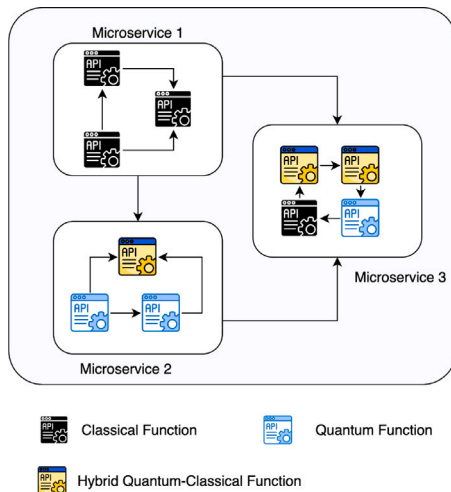 Microservice 1
API
API
API
API
API
API
API
Microservice 3
API
API
API
Microservice 2
Classical Function
Quantum Function
Hybrid Quantum-Classical Function
API
API
API